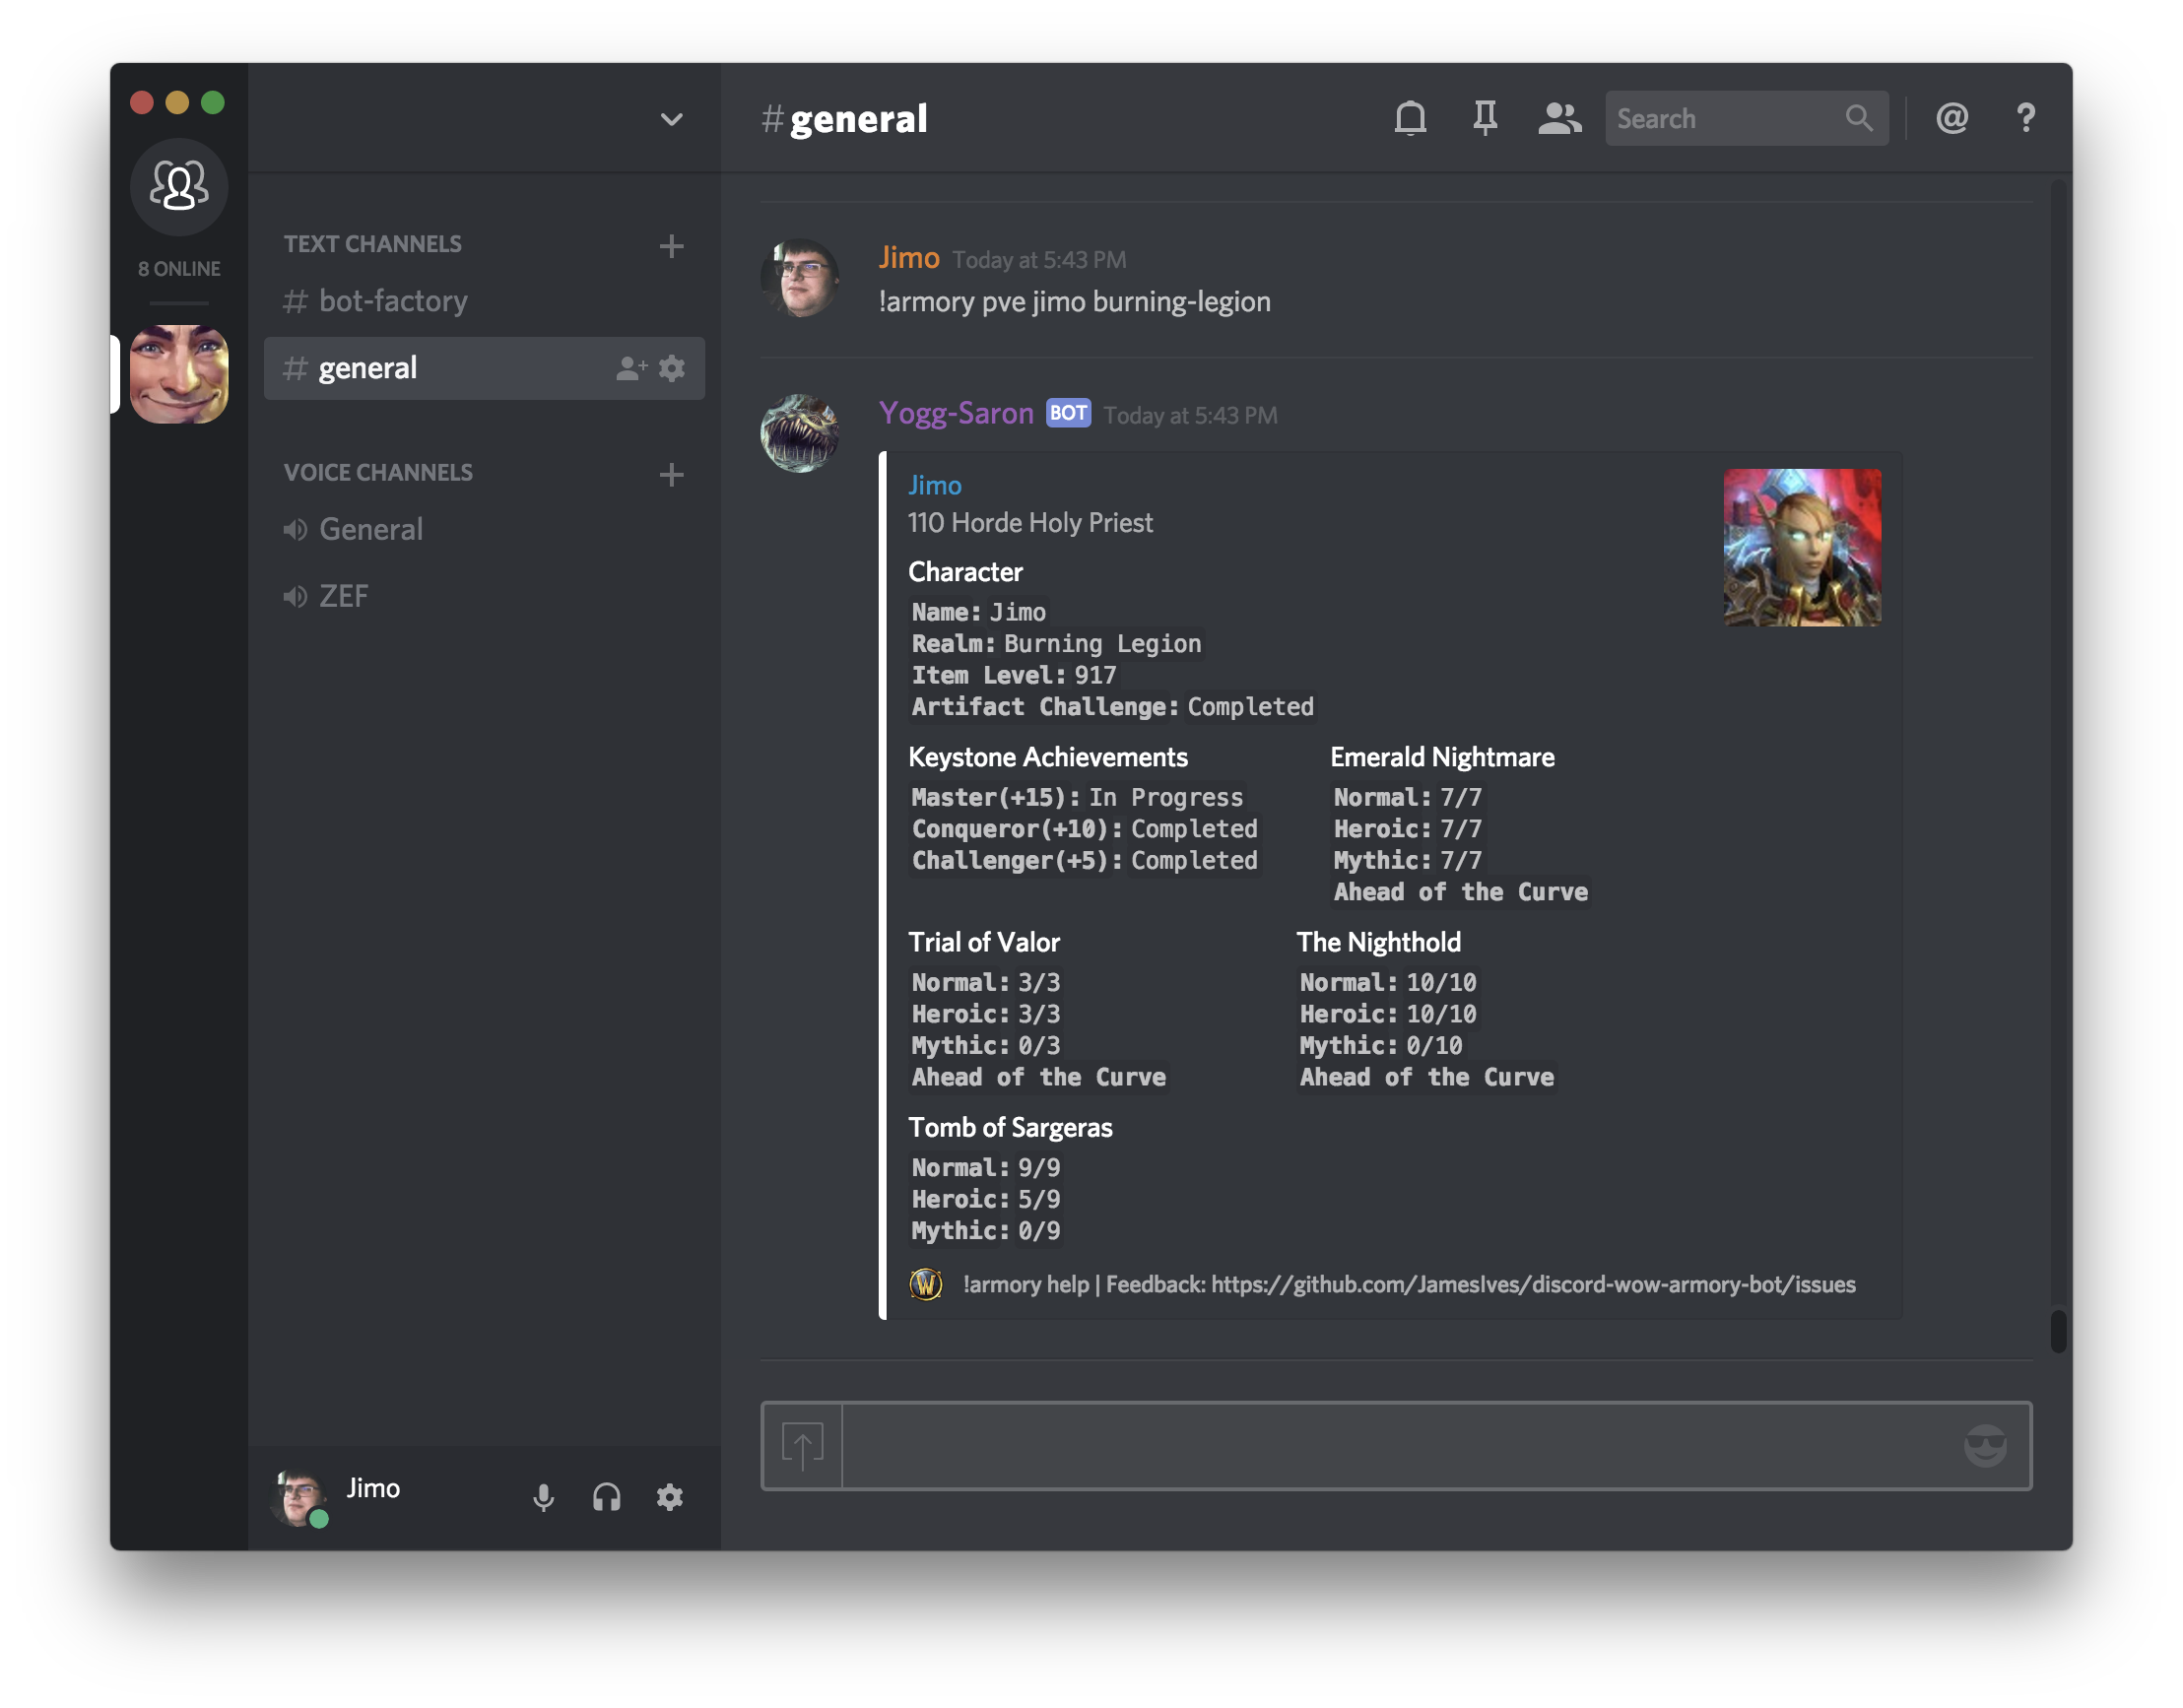 8 ONLINE
TEXT CHANNELS
# bot-factory
# general
VOICE CHANNELS
General
ZEF
Jimo
#general
Search
@
?
Jimo Today at 5:43 PM
!armory pve jimo burning-legion
Yogg-Saron BOT Today at 5:43 PM
Jimo
110 Horde Holy Priest
Character
Name: Jimo
Realm: Burning Legion
Item Level: 917
Artifact Challenge: Completed
Keystone Achievements
Master(+15): In Progress
Conqueror(+10): Completed
Challenger(+5): Completed
Emerald Nightmare
Normal: 7/7
Heroic: 7/7
Mythic: 7/7
Ahead of the Curve
Trial of Valor
Normal: 3/3
Heroic: 3/3
Mythic: 0/3
Ahead of the Curve
The Nighthold
Normal: 10/10
Heroic: 10/10
Mythic: 0/10
Ahead of the Curve
Tomb of Sargeras
Normal: 9/9
Heroic: 5/9
Mythic: 0/9
W !armory help | Feedback: https://github.com/JamesIves/discord-wow-armory-bot/issues